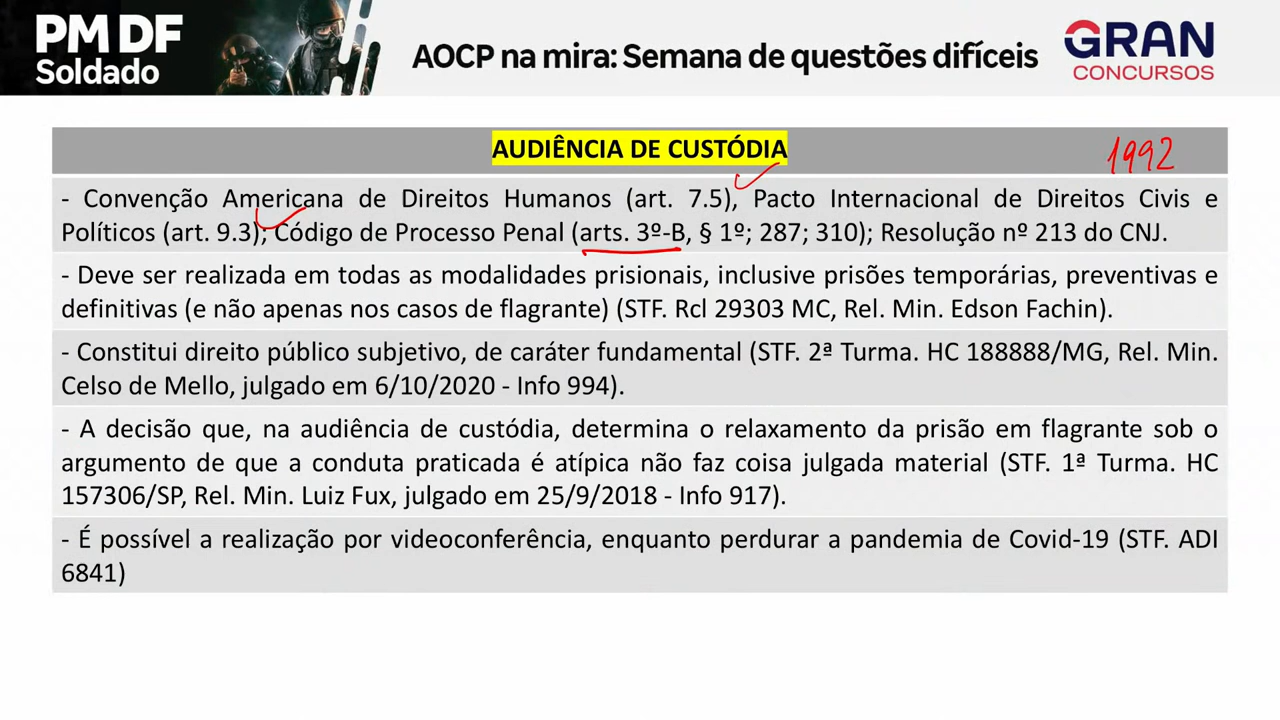 PM DF
Soldado
AOCP na mira: Semana de questões difíceis
GRAN
CONCURSOS
AUDIÊNCIA DE CUSTÓDIA
1992
- Convenção Americana de Direitos Humanos (art. 7.5), Pacto Internacional de Direitos Civis e
Políticos (art. 9.3); Código de Processo Penal (arts. 3º-B, § 1º; 287; 310); Resolução nº 213 do CNJ.
- Deve ser realizada em todas as modalidades prisionais, inclusive prisões temporárias, preventivas e
definitivas (e não apenas nos casos de flagrante) (STF. Rcl 29303 MC, Rel. Min. Edson Fachin).
- Constitui direito público subjetivo, de caráter fundamental (STF. 2ª Turma. HC 188888/MG, Rel. Min.
Celso de Mello, julgado em 6/10/2020 - Info 994).
- A decisão que, na audiência de custódia, determina o relaxamento da prisão em flagrante sob o
argumento de que a conduta praticada é atípica não faz coisa julgada material (STF. 1ª Turma. HC
157306/SP, Rel. Min. Luiz Fux, julgado em 25/9/2018 - Info 917).
- É possível a realização por videoconferência, enquanto perdurar a pandemia de Covid-19 (STF. ADI
6841)